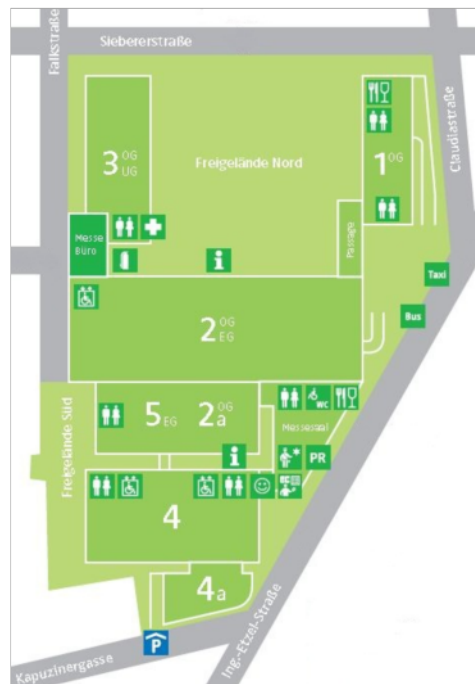 Siebererstraße
Falkstraße
Claudiastraße
3 OG
UG
Freigelände Nord
1 OG
Messe
Büro
Passage
i
Taxi
Bus
2 OG
EG
5 EG
2 OG
a
WC
Messesaal
Freigelände Süd
i
PR
4
4a
Ing.-Etzel-Straße
P
Kapuzinergasse